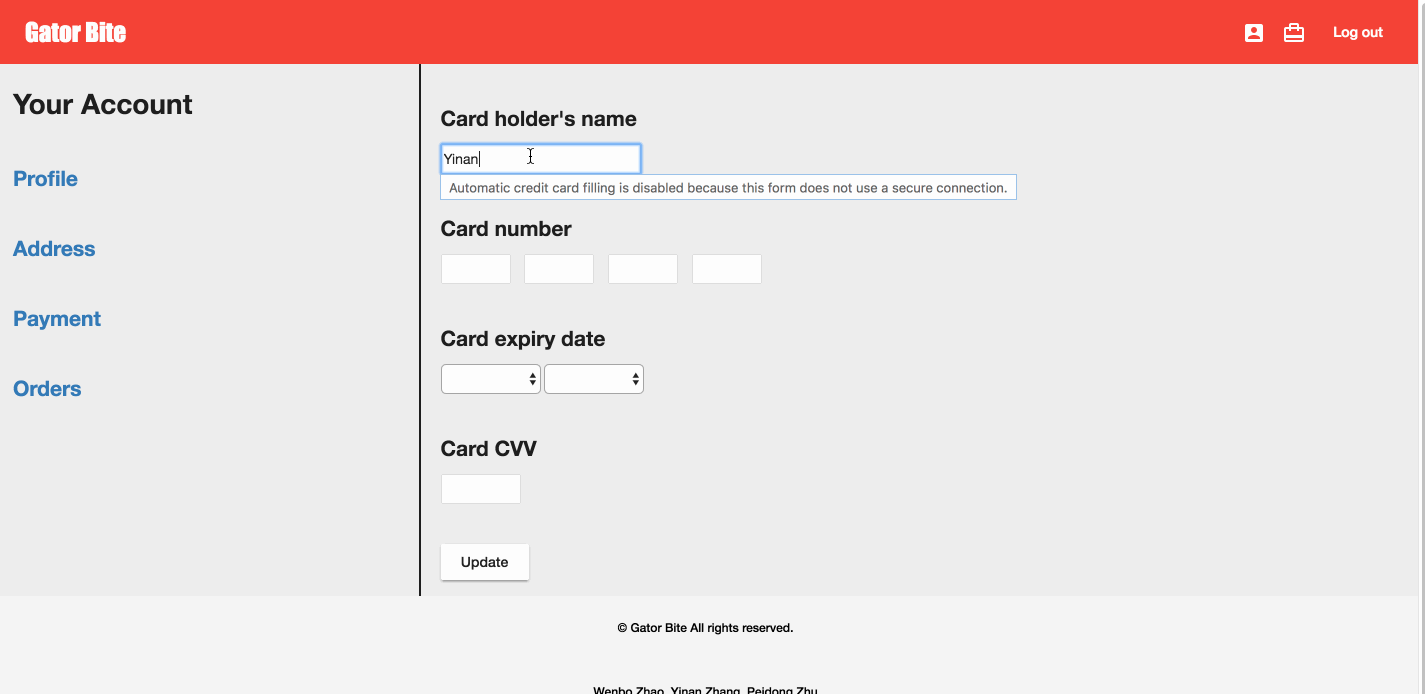 Gator Bite
Log out
Your Account
Profile
Address
Payment
Orders
Card holder's name
Yinan
Automatic credit card filling is disabled because this form does not use a secure connection.
Card number
Card expiry date
Card CVV
Update
© Gator Bite All rights reserved.
Wenbo Zhao, Yinan Zhang, Peidong Zhu